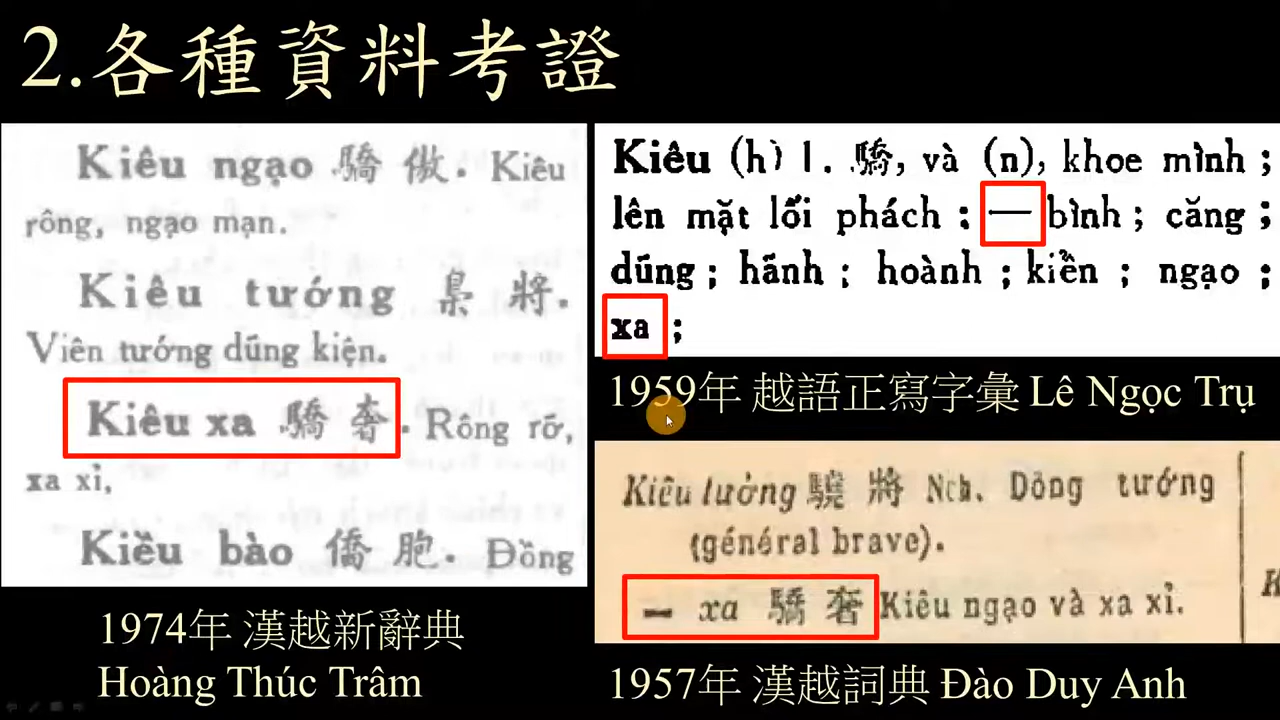 2.各種資料考證
Kiêu ngạo 驕傲. Kiêu
rông, ngạo mạn.
Kiêu tướng 梟將.
Viên tướng dũng kiện.
Kiêu xa 驕奢. Rông rỡ,
xa xỉ,
Kiều bào 僑胞. Đồng
1974年 漢越新辭典
Hoàng Thúc Trâm
Kiêu (h) 1. 驕, và (n), khoe mình ;
lên mặt lối phách : — bình ; căng ;
dũng ; hãnh ; hoành ; kiền ; ngạo ;
xa ;
1959年 越語正寫字彙 Lê Ngọc Trụ
Kiêu tướng 驍將 Nch. Dõng tướng
(général brave).
— xa 驕奢 Kiêu ngạo và xa xỉ.
1957年 漢越詞典 Đào Duy Anh